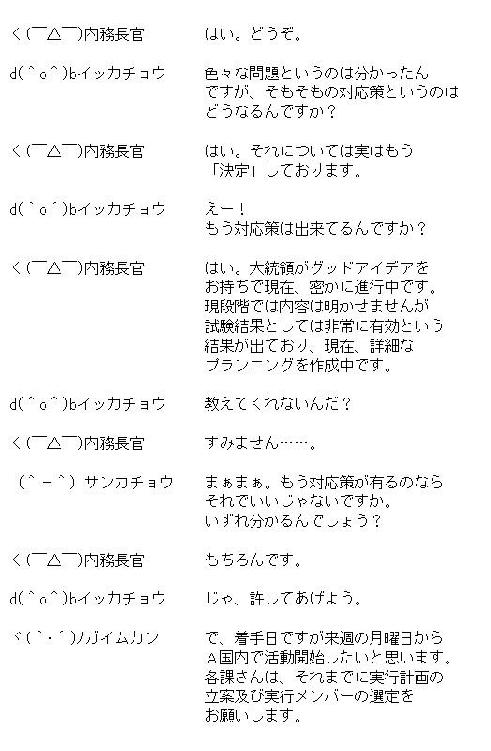 く(￣△￣)内務長官　はい。どうぞ。
d(＾o＾)bイッカチョウ　色々な問題というのは分かったん
ですが、そもそもの対応策というのは
どうなるんですか？
く(￣△￣)内務長官　はい。それについては実はもう
「決定」しております。
d(＾o＾)bイッカチョウ　えー！
もう対応策は出来てるんですか？
く(￣△￣)内務長官　はい。大統領がグッドアイデアを
お持ちで現在、密かに進行中です。
現段階では内容は明かせませんが
試験結果としては非常に有効という
結果が出ており、現在、詳細な
プランニングを作成中です。
d(＾o＾)bイッカチョウ　教えてくれないんだ？
く(￣△￣)内務長官　すみません……。
(＾－＾) サンカチョウ　まぁまぁ。もう対応策が有るのなら
それでいいじゃないですか。
いずれ分かるんでしょう？
く(￣△￣)内務長官　もちろんです。
d(＾o＾)bイッカチョウ　じゃ、許してあげよう。
ヾ(｀・´)ﾉガイムカン　で、着手日ですが来週の月曜日から
Ａ国内で活動開始したいと思います。
各課さんは、それまでに実行計画の
立案及び実行メンバーの選定を
お願いします。